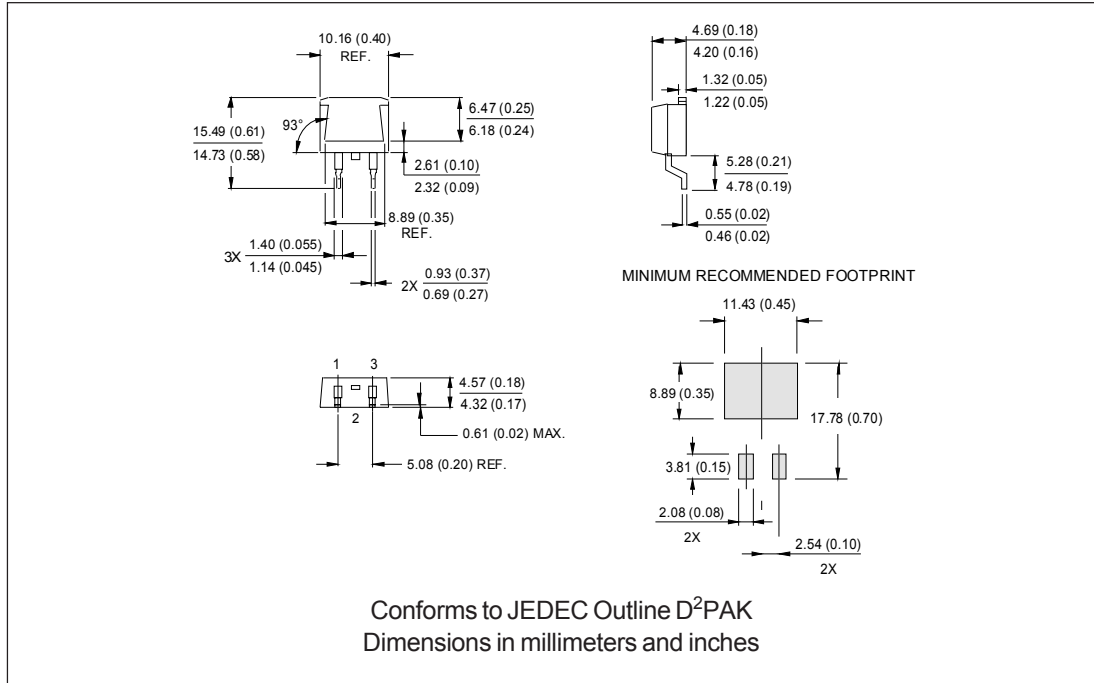 10.16 (0.40)
REF.
4.69 (0.18)
4.20 (0.16)
1.32 (0.05)
1.22 (0.05)
15.49 (0.61)
14.73 (0.58)
93°
6.47 (0.25)
6.18 (0.24)
2.61 (0.10)
2.32 (0.09)
5.28 (0.21)
4.78 (0.19)
8.89 (0.35)
REF.
0.55 (0.02)
0.46 (0.02)
3X
1.40 (0.055)
1.14 (0.045)
2X
0.93 (0.37)
0.69 (0.27)
MINIMUM RECOMMENDED FOOTPRINT
11.43 (0.45)
1 3
2
4.57 (0.18)
4.32 (0.17)
0.61 (0.02) MAX.
5.08 (0.20) REF.
8.89 (0.35)
17.78 (0.70)
3.81 (0.15)
2.08 (0.08)
2X
2.54 (0.10)
2X
Conforms to JEDEC Outline D²PAK
Dimensions in millimeters and inches